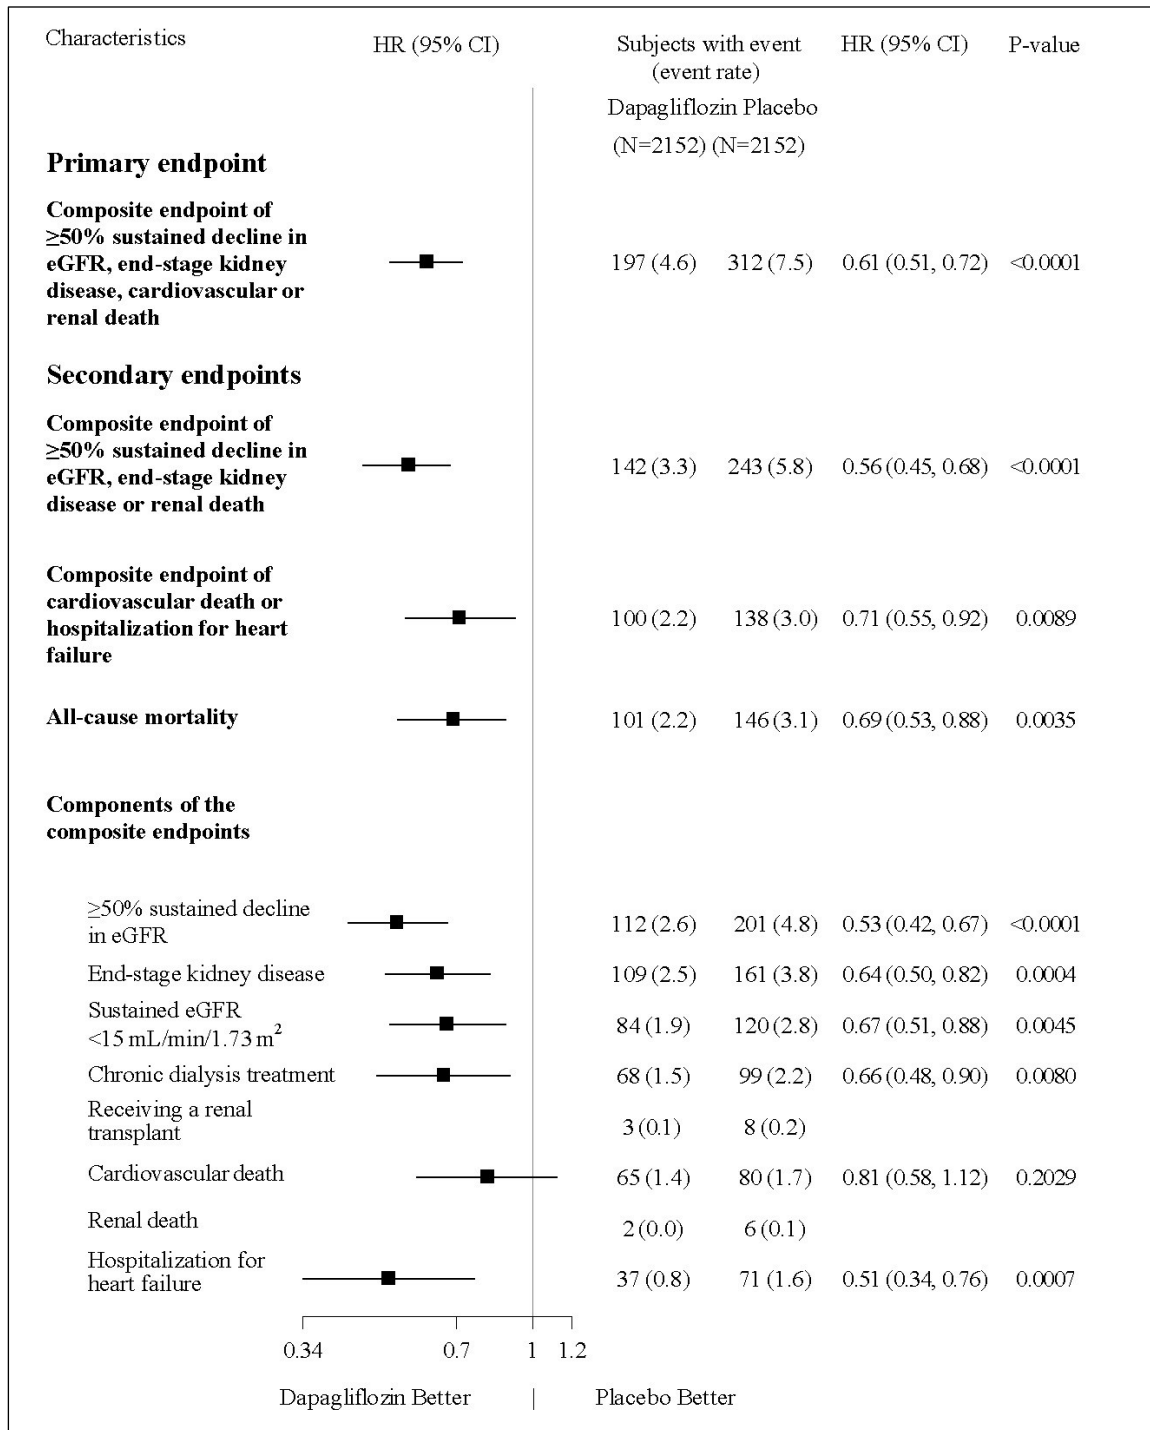 Characteristics HR (95% CI) Subjects with event HR (95% CI) P-value
(event rate)
Dapagliflozin Placebo
(N=2152) (N=2152)
Primary endpoint
Composite endpoint of
≥50% sustained decline in
eGFR, end-stage kidney 197 (4.6) 312 (7.5) 0.61 (0.51, 0.72) <0.0001
disease, cardiovascular or
renal death
Secondary endpoints
Composite endpoint of
≥50% sustained decline in
eGFR, end-stage kidney 142 (3.3) 243 (5.8) 0.56 (0.45, 0.68) <0.0001
disease or renal death
Composite endpoint of
cardiovascular death or
hospitalization for heart 100 (2.2) 138 (3.0) 0.71 (0.55, 0.92) 0.0089
failure
All-cause mortality 101 (2.2) 146 (3.1) 0.69 (0.53, 0.88) 0.0035
Components of the
composite endpoints
≥50% sustained decline
in eGFR 112 (2.6) 201 (4.8) 0.53 (0.42, 0.67) <0.0001
End-stage kidney disease 109 (2.5) 161 (3.8) 0.64 (0.50, 0.82) 0.0004
Sustained eGFR
<15 mL/min/1.73 m² 84 (1.9) 120 (2.8) 0.67 (0.51, 0.88) 0.0045
Chronic dialysis treatment 68 (1.5) 99 (2.2) 0.66 (0.48, 0.90) 0.0080
Receiving a renal
transplant 3 (0.1) 8 (0.2)
Cardiovascular death 65 (1.4) 80 (1.7) 0.81 (0.58, 1.12) 0.2029
Renal death 2 (0.0) 6 (0.1)
Hospitalization for
heart failure 37 (0.8) 71 (1.6) 0.51 (0.34, 0.76) 0.0007
0.34 0.7 1 1.2
Dapagliflozin Better | Placebo Better